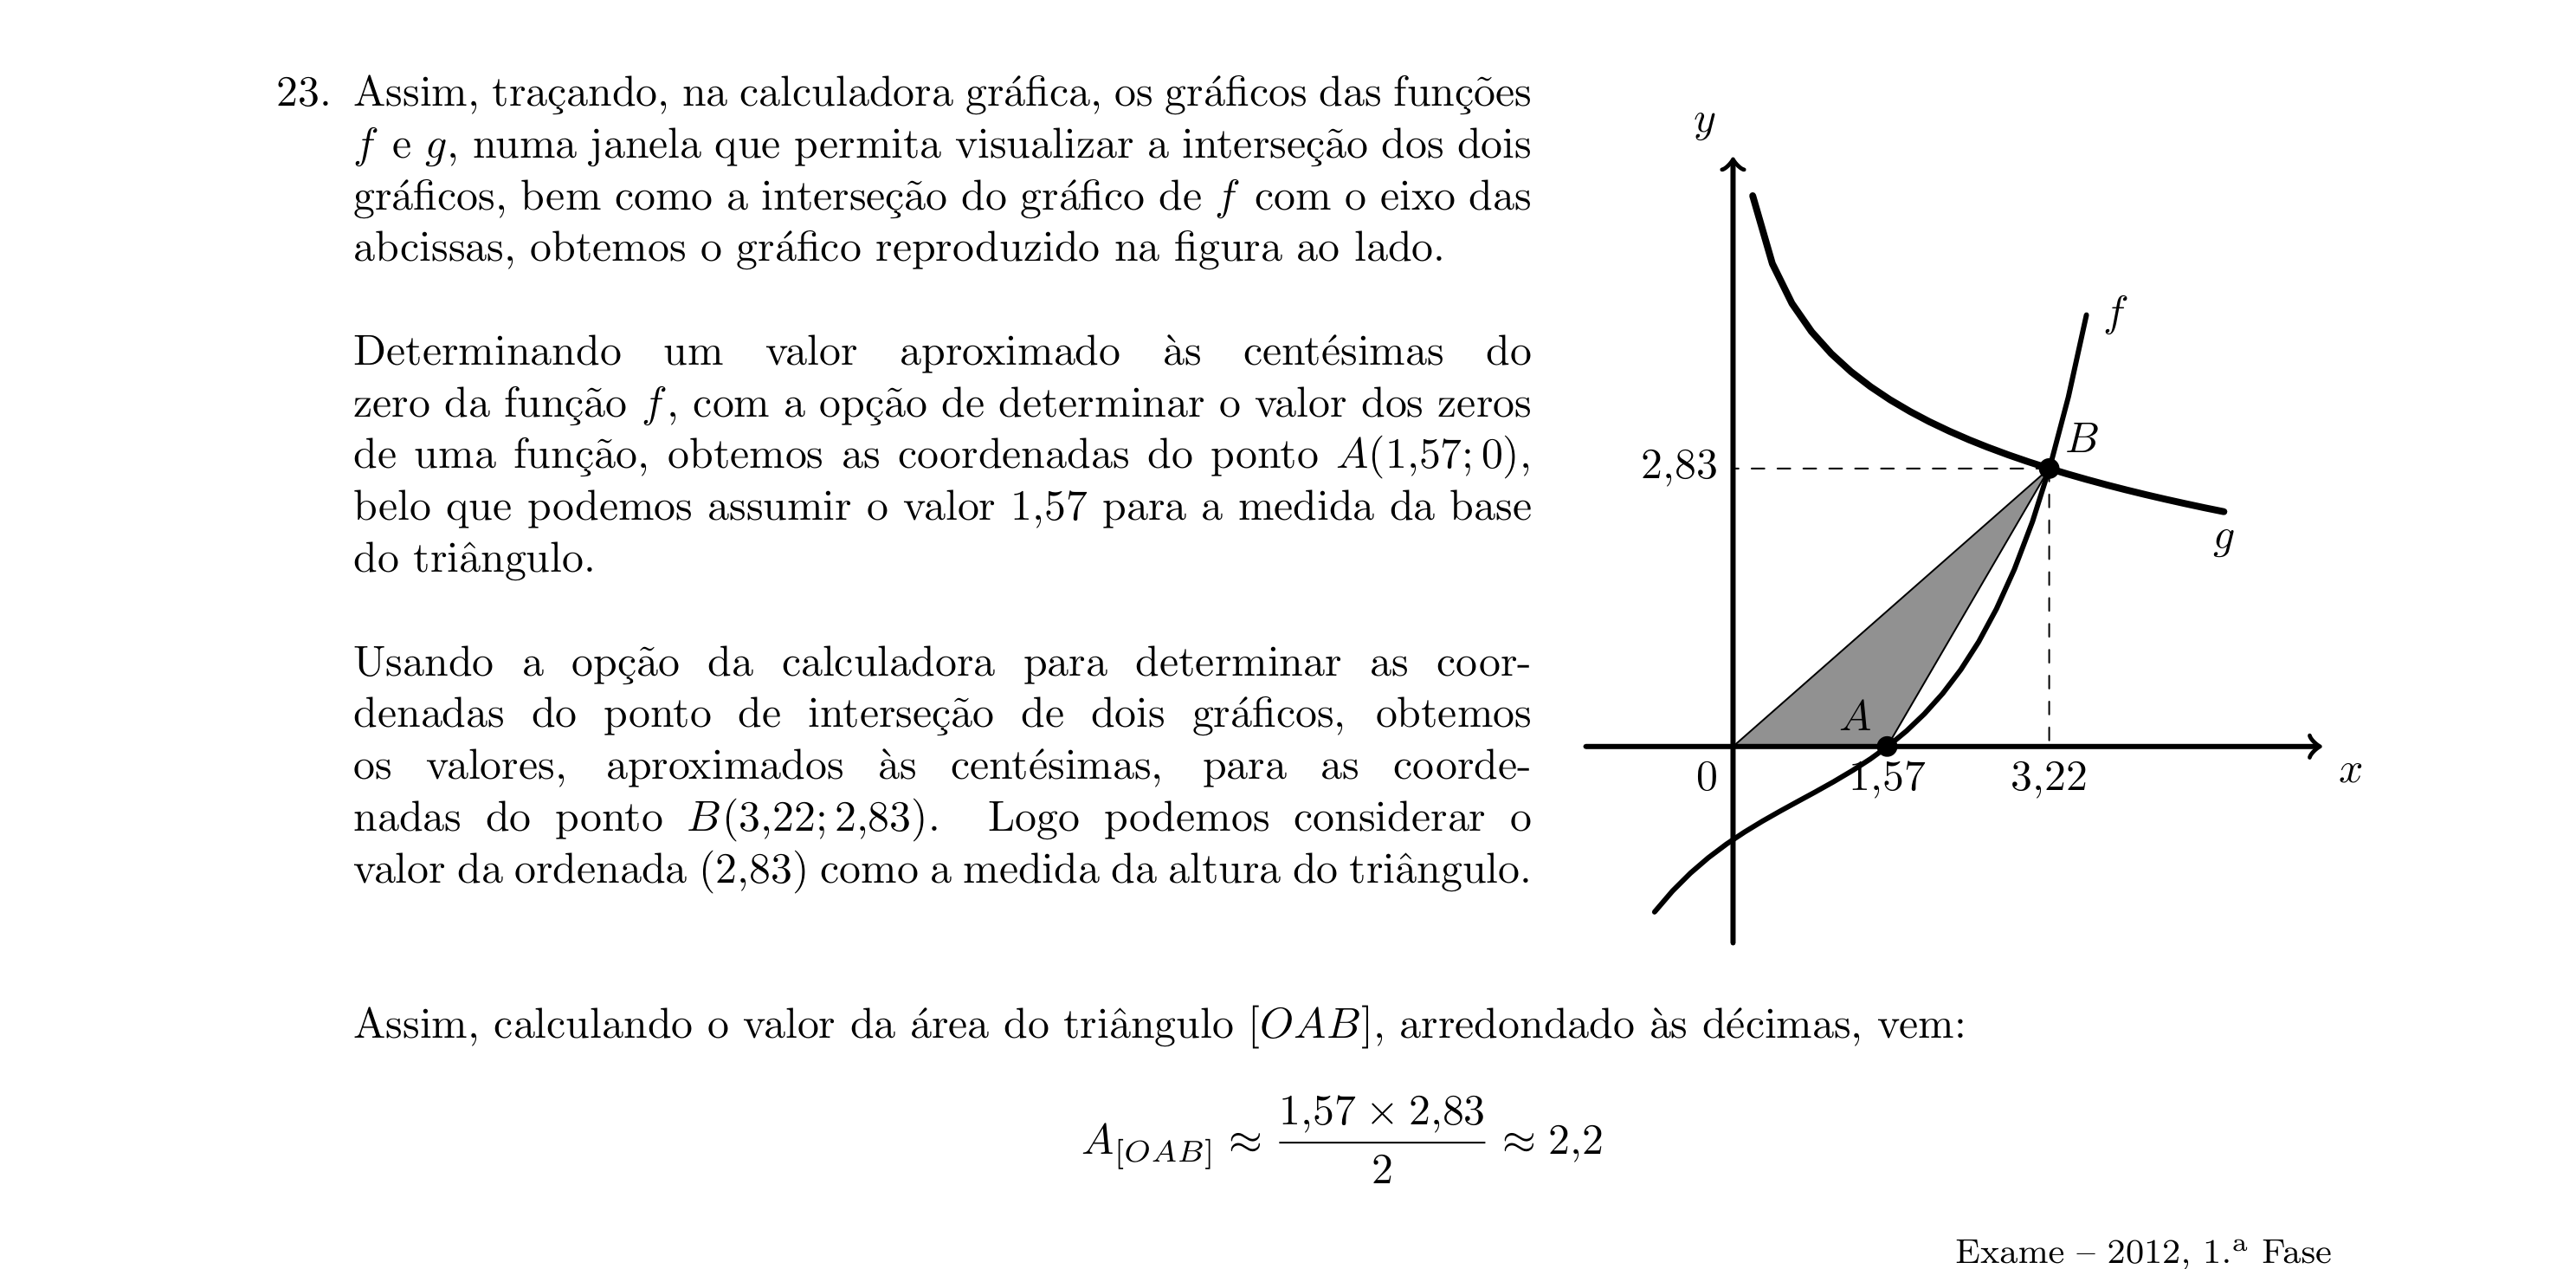 23. Assim, traçando, na calculadora gráfica, os gráficos das funções
f e g, numa janela que permita visualizar a interseção dos dois
gráficos, bem como a interseção do gráfico de f com o eixo das
abcissas, obtemos o gráfico reproduzido na figura ao lado.
Determinando um valor aproximado às centésimas do
zero da função f, com a opção de determinar o valor dos zeros
de uma função, obtemos as coordenadas do ponto A(1,57; 0),
belo que podemos assumir o valor 1,57 para a medida da base
do triângulo.
Usando a opção da calculadora para determinar as coor-
denadas do ponto de interseção de dois gráficos, obtemos
os valores, aproximados às centésimas, para as coorde-
nadas do ponto B(3,22; 2,83). Logo podemos considerar o
valor da ordenada (2,83) como a medida da altura do triângulo.
y
f
B
2,83
g
A
0
1,57
3,22
x
Assim, calculando o valor da área do triângulo [OAB], arredondado às décimas, vem:
A[OAB] ≈ (1,57 × 2,83)/2 ≈ 2,2
Exame – 2012, 1.ª Fase